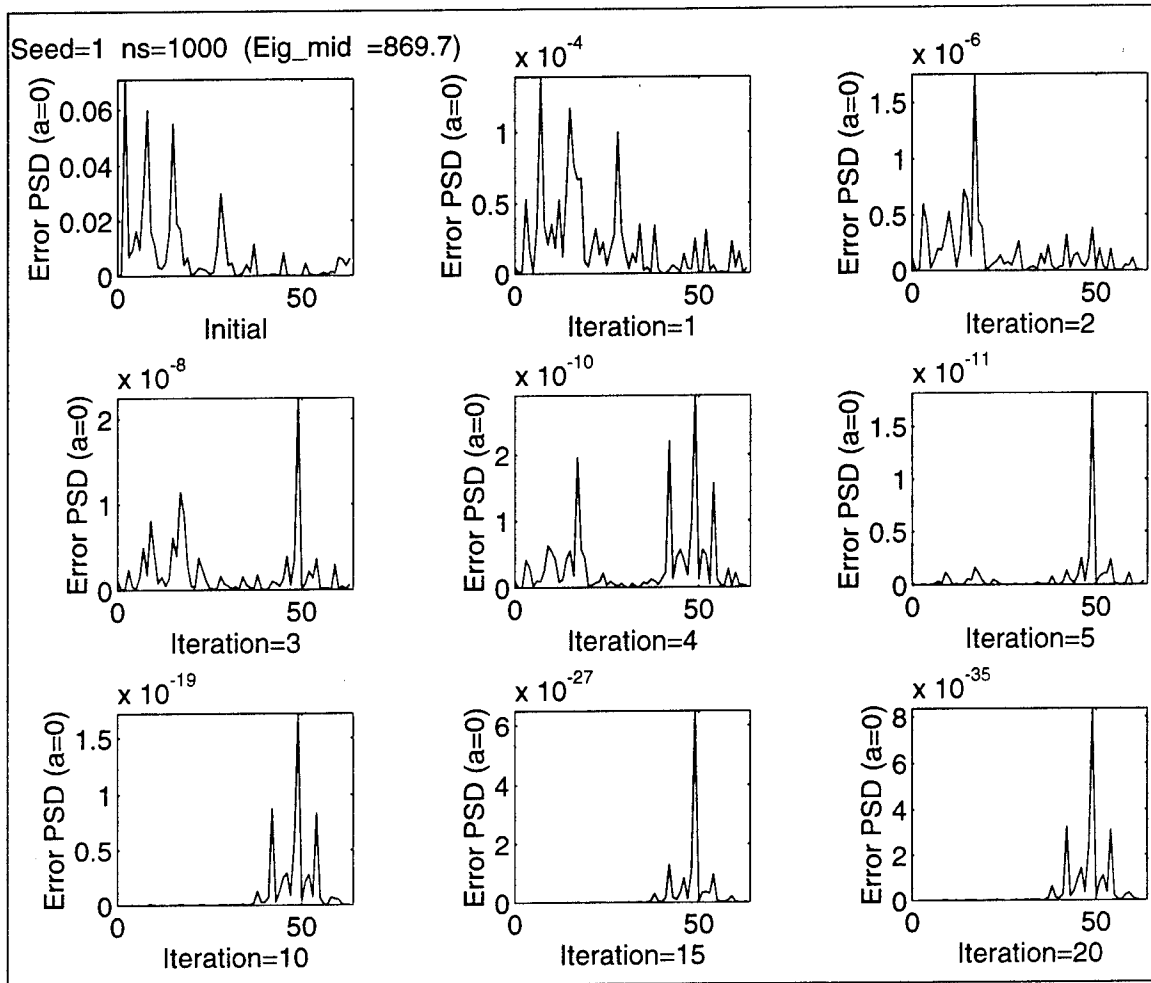 Seed=1 ns=1000 (Eig_mid =869.7)
Error PSD (a=0)
0.06
0.04
0.02
0
0 50
Initial
x 10^-4
Error PSD (a=0)
1
0.5
0
0 50
Iteration=1
x 10^-6
Error PSD (a=0)
1.5
1
0.5
0
0 50
Iteration=2
x 10^-8
Error PSD (a=0)
2
1
0
0 50
Iteration=3
x 10^-10
Error PSD (a=0)
2
1
0
0 50
Iteration=4
x 10^-11
Error PSD (a=0)
1.5
1
0.5
0
0 50
Iteration=5
x 10^-19
Error PSD (a=0)
1.5
1
0.5
0
0 50
Iteration=10
x 10^-27
Error PSD (a=0)
6
4
2
0
0 50
Iteration=15
x 10^-35
Error PSD (a=0)
8
6
4
2
0
0 50
Iteration=20